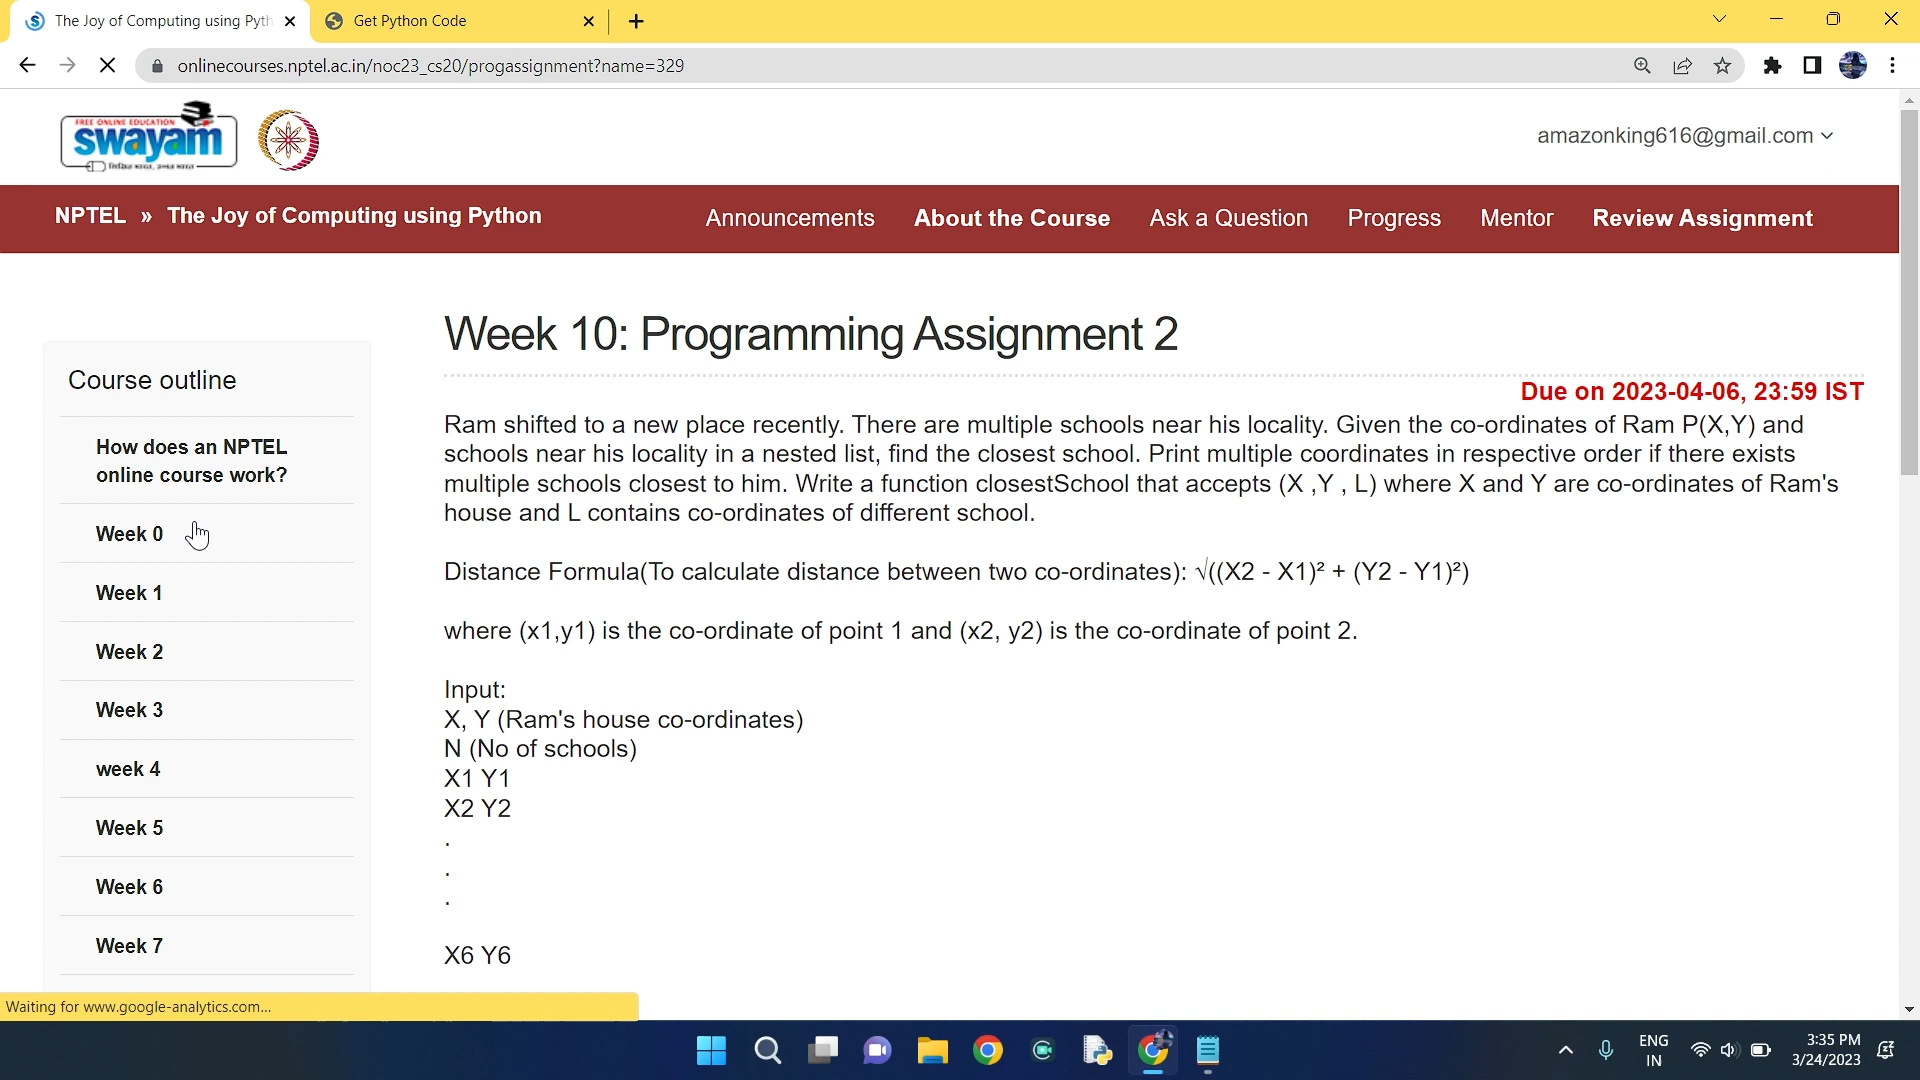 The Joy of Computing using Pyth
Get Python Code
onlinecourses.nptel.ac.in/noc23_cs20/progassignment?name=329
FREE ONLINE EDUCATION
swayam
amazonking616@gmail.com
NPTEL » The Joy of Computing using Python
Announcements
About the Course
Ask a Question
Progress
Mentor
Review Assignment
Week 10: Programming Assignment 2
Due on 2023-04-06, 23:59 IST
Course outline
How does an NPTEL
online course work?
Week 0
Week 1
Week 2
Week 3
week 4
Week 5
Week 6
Week 7
Ram shifted to a new place recently. There are multiple schools near his locality. Given the co-ordinates of Ram P(X,Y) and
schools near his locality in a nested list, find the closest school. Print multiple coordinates in respective order if there exists
multiple schools closest to him. Write a function closestSchool that accepts (X ,Y , L) where X and Y are co-ordinates of Ram's
house and L contains co-ordinates of different school.
Distance Formula(To calculate distance between two co-ordinates): √((X2 - X1)² + (Y2 - Y1)²)
where (x1,y1) is the co-ordinate of point 1 and (x2, y2) is the co-ordinate of point 2.
Input:
X, Y (Ram's house co-ordinates)
N (No of schools)
X1 Y1
X2 Y2
.
.
.
X6 Y6
Waiting for www.google-analytics.com...
ENG
IN
3:35 PM
3/24/2023